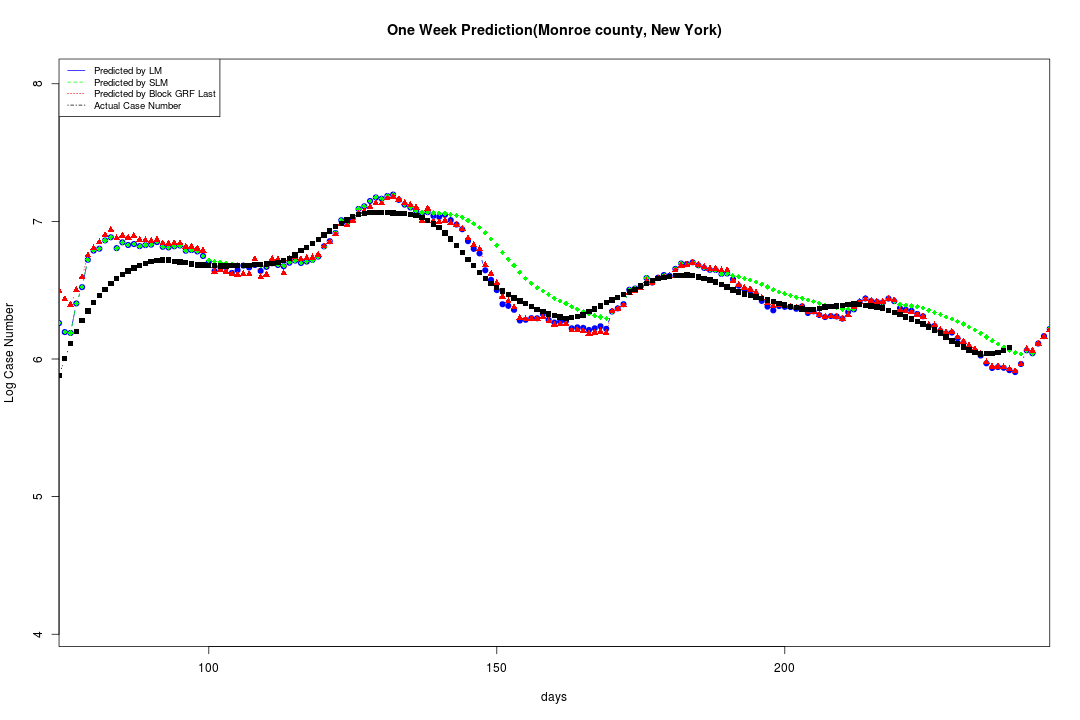 One Week Prediction(Monroe county, New York)
Predicted by LM
Predicted by SLM
Predicted by Block GRF Last
Actual Case Number
Log Case Number
8
7
6
5
4
100
150
200
days